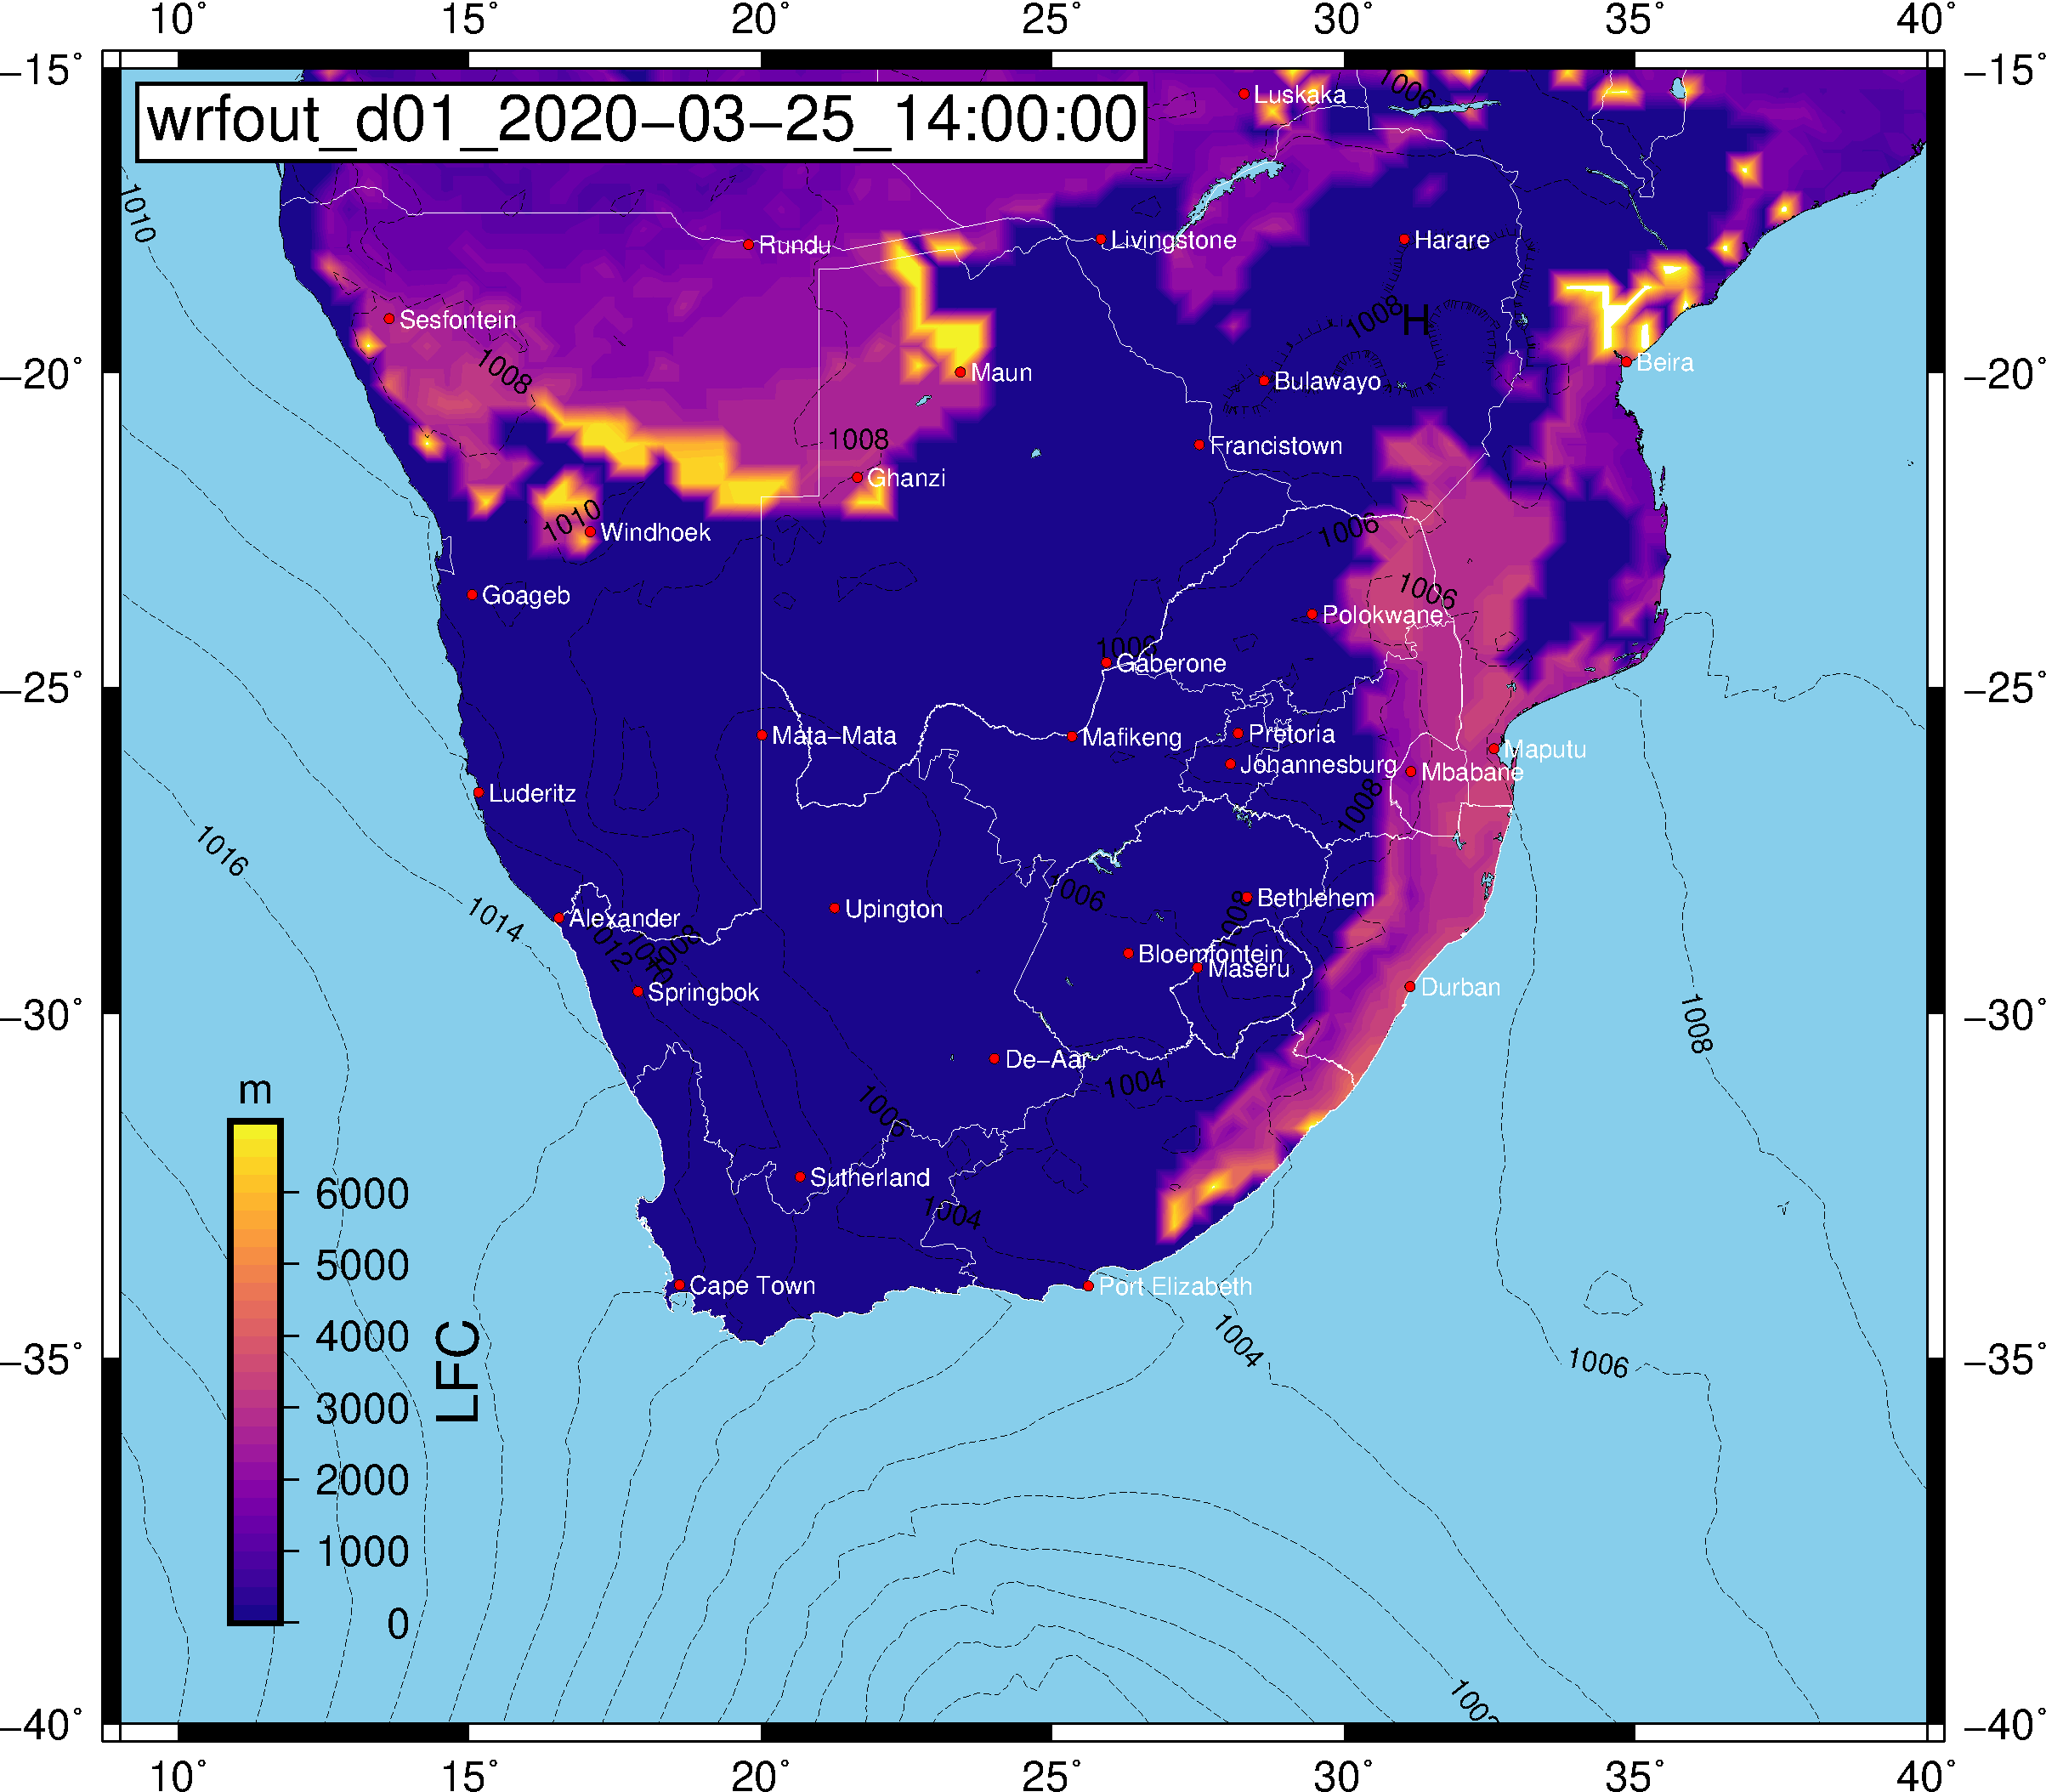 10° 15° 20° 25° 30° 35° 40°
−15° −15°
wrfout_d01_2020−03−25_14:00:00
Luskaka
1006
1010
Rundu
Livingstone
Harare
Sesfontein
1008
1008
H
Beira
−20° −20°
Maun
Bulawayo
1008
Francistown
Ghanzi
1010
Windhoek
1006
Goageb
1006
Polokwane
1006
Gaberone
−25° −25°
Mata−Mata
Mafikeng
Pretoria
Maputu
Johannesburg
Mbabane
Luderitz
1008
1016
1006
Bethlehem
1014
Alexander
Upington
1008
1012
1010
1008
Bloemfontein
Maseru
Springbok
Durban
−30° −30°
1008
De−Aar
1004
m
1006
Sutherland
6000
1004
5000
Cape Town
Port Elizabeth
4000
LFC
1004
1006
−35° −35°
3000
2000
1000
0
1002
−40° −40°
10° 15° 20° 25° 30° 35° 40°